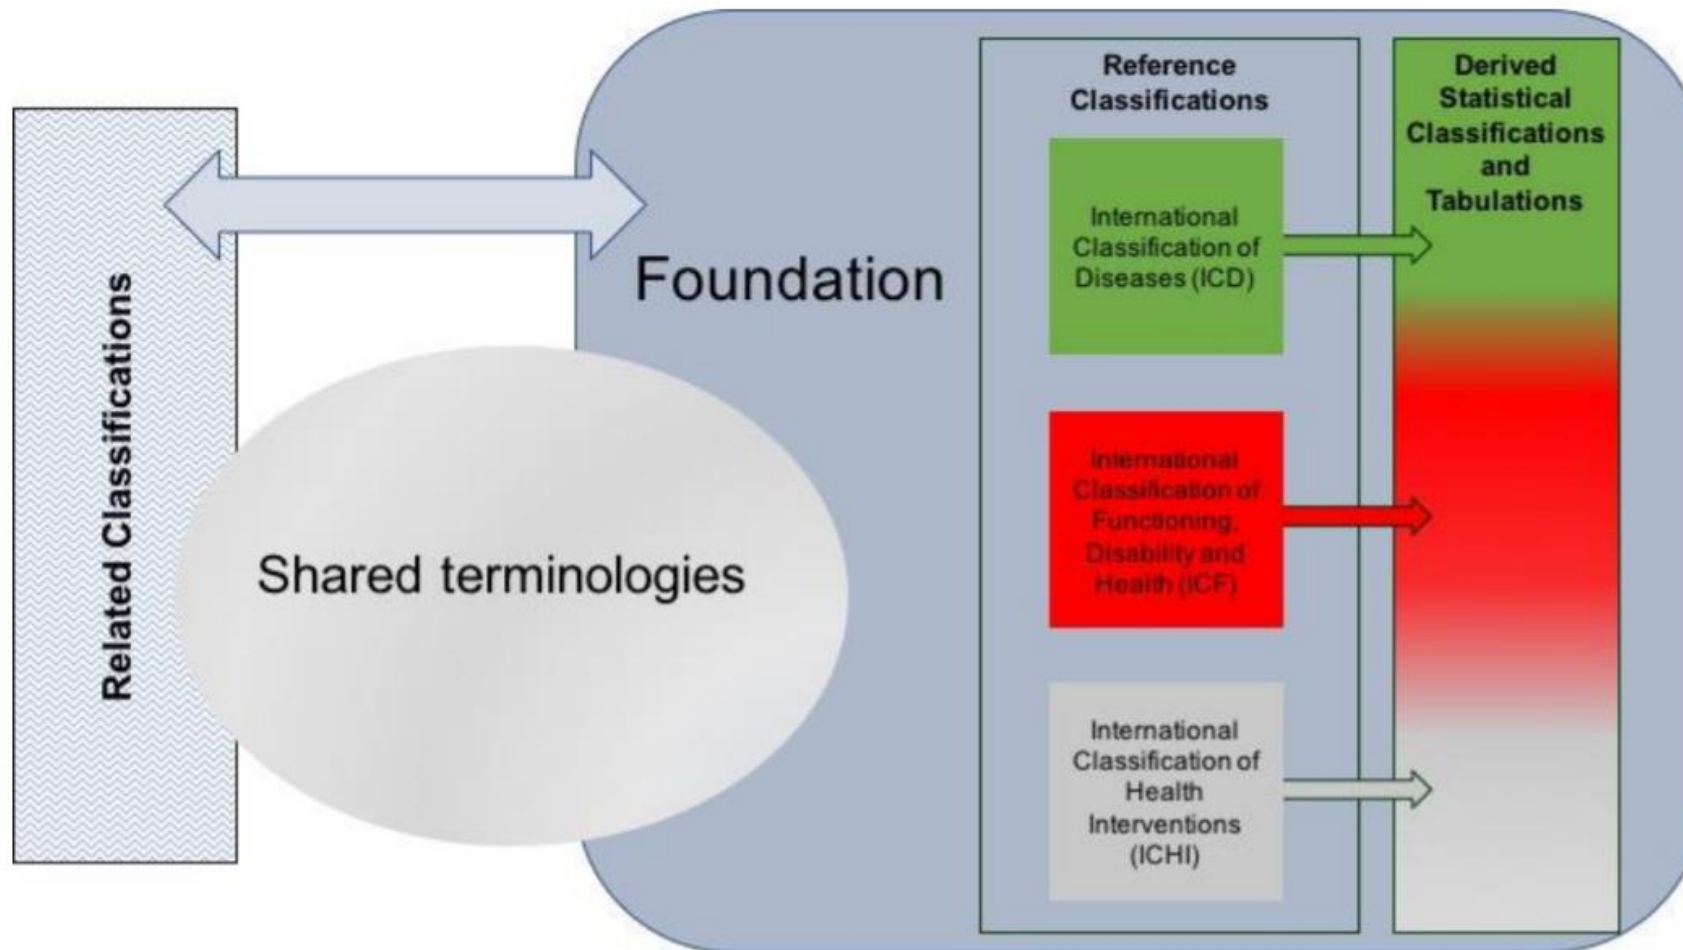 Related Classifications
Foundation
Shared terminologies
Reference
Classifications
International
Classification of
Diseases (ICD)
International
Classification of
Functioning,
Disability and
Health (ICF)
International
Classification of
Health
Interventions
(ICHI)
Derived
Statistical
Classifications
and
Tabulations